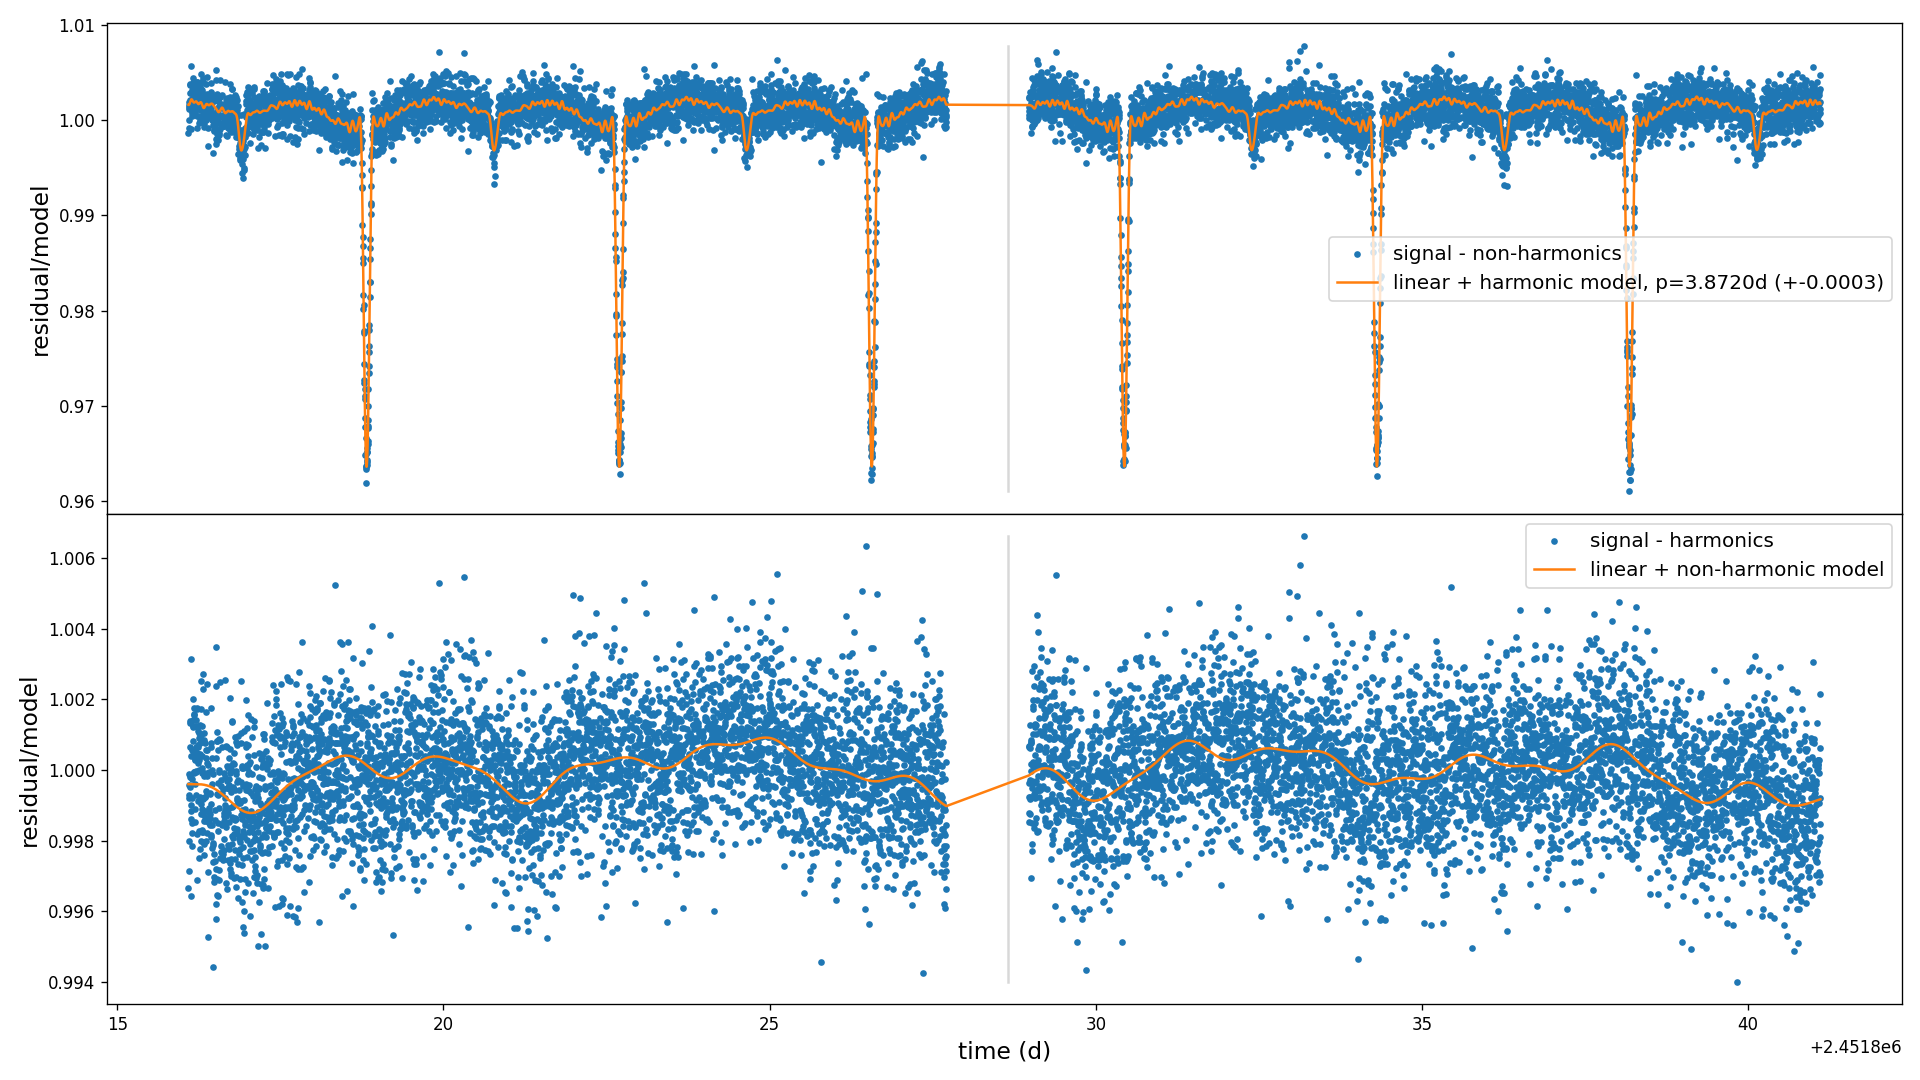 1.01
1.00
0.99
0.98
0.97
0.96
residual/model
signal - non-harmonics
linear + harmonic model, p=3.8720d (+-0.0003)
1.006
1.004
1.002
1.000
0.998
0.996
0.994
residual/model
signal - harmonics
linear + non-harmonic model
15 20 25 30 35 40
time (d)
+2.4518e6